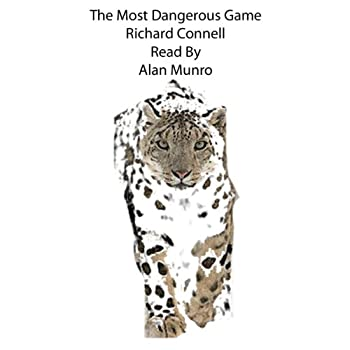 The Most Dangerous Game
Richard Connell
Read By
Alan Munro